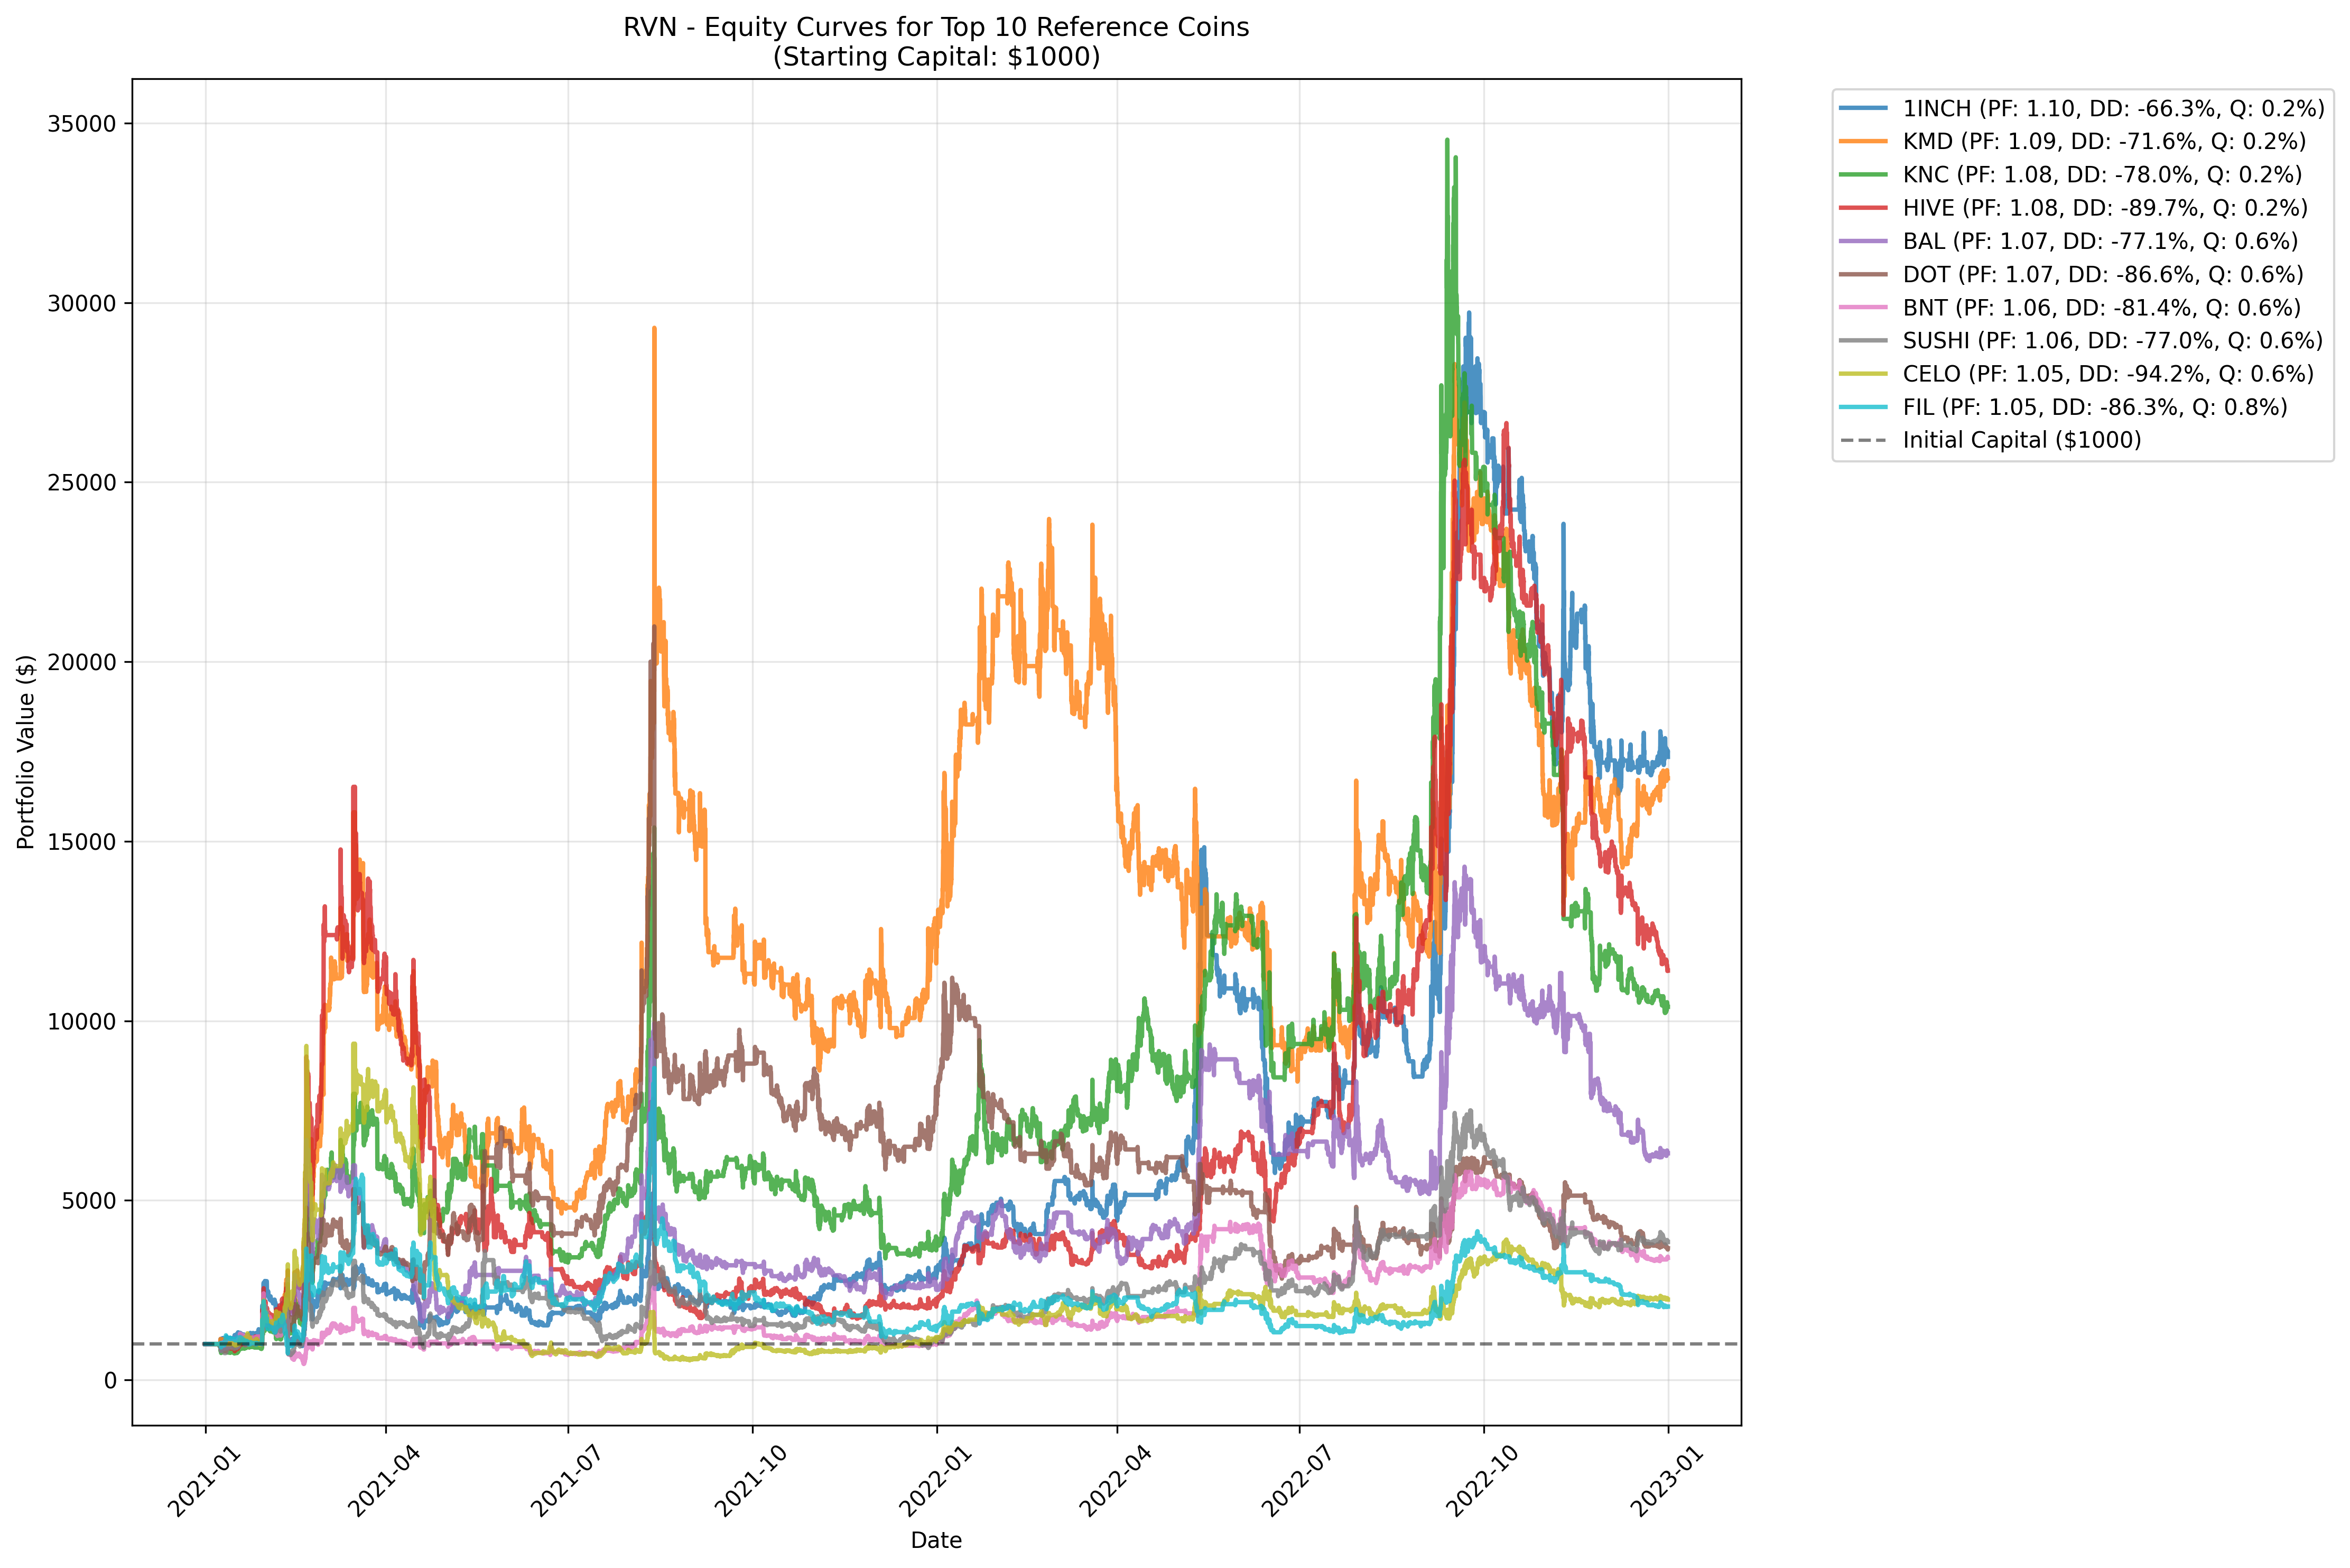 RVN - Equity Curves for Top 10 Reference Coins
(Starting Capital: $1000)
Portfolio Value ($)
35000
30000
25000
20000
15000
10000
5000
0
2021-01
2021-04
2021-07
2021-10
2022-01
2022-04
2022-07
2022-10
2023-01
Date
1INCH (PF: 1.10, DD: -66.3%, Q: 0.2%)
KMD (PF: 1.09, DD: -71.6%, Q: 0.2%)
KNC (PF: 1.08, DD: -78.0%, Q: 0.2%)
HIVE (PF: 1.08, DD: -89.7%, Q: 0.2%)
BAL (PF: 1.07, DD: -77.1%, Q: 0.6%)
DOT (PF: 1.07, DD: -86.6%, Q: 0.6%)
BNT (PF: 1.06, DD: -81.4%, Q: 0.6%)
SUSHI (PF: 1.06, DD: -77.0%, Q: 0.6%)
CELO (PF: 1.05, DD: -94.2%, Q: 0.6%)
FIL (PF: 1.05, DD: -86.3%, Q: 0.8%)
Initial Capital ($1000)